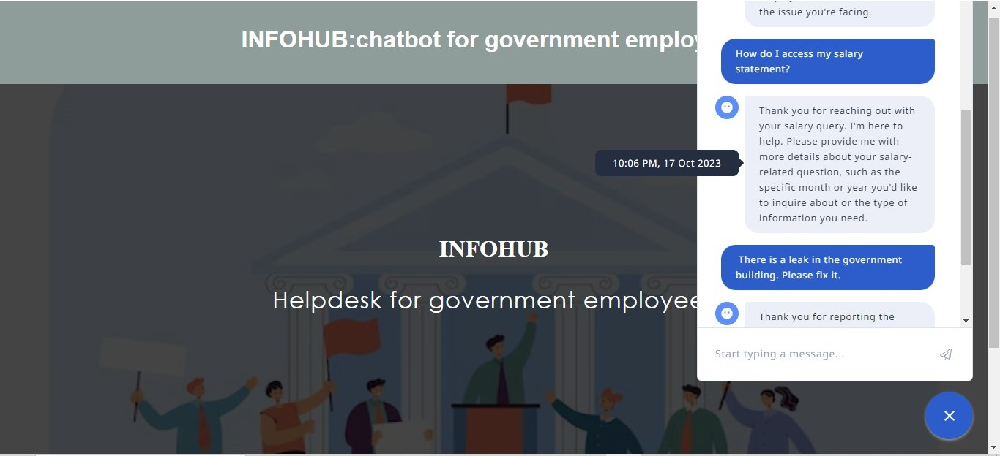 INFOHUB:chatbot for government
INFOHUB
Helpdesk for government
the issue you're facing.
How do I access my salary
statement?
Thank you for reaching out with
your salary query. I'm here to
help. Please provide me with
more details about your salary-
related question, such as the
specific month or year you'd like
to inquire about or the type of
information you need.
10:06 PM, 17 Oct 2023
There is a leak in the government
building. Please fix it.
Thank you for reporting the
Start typing a message...